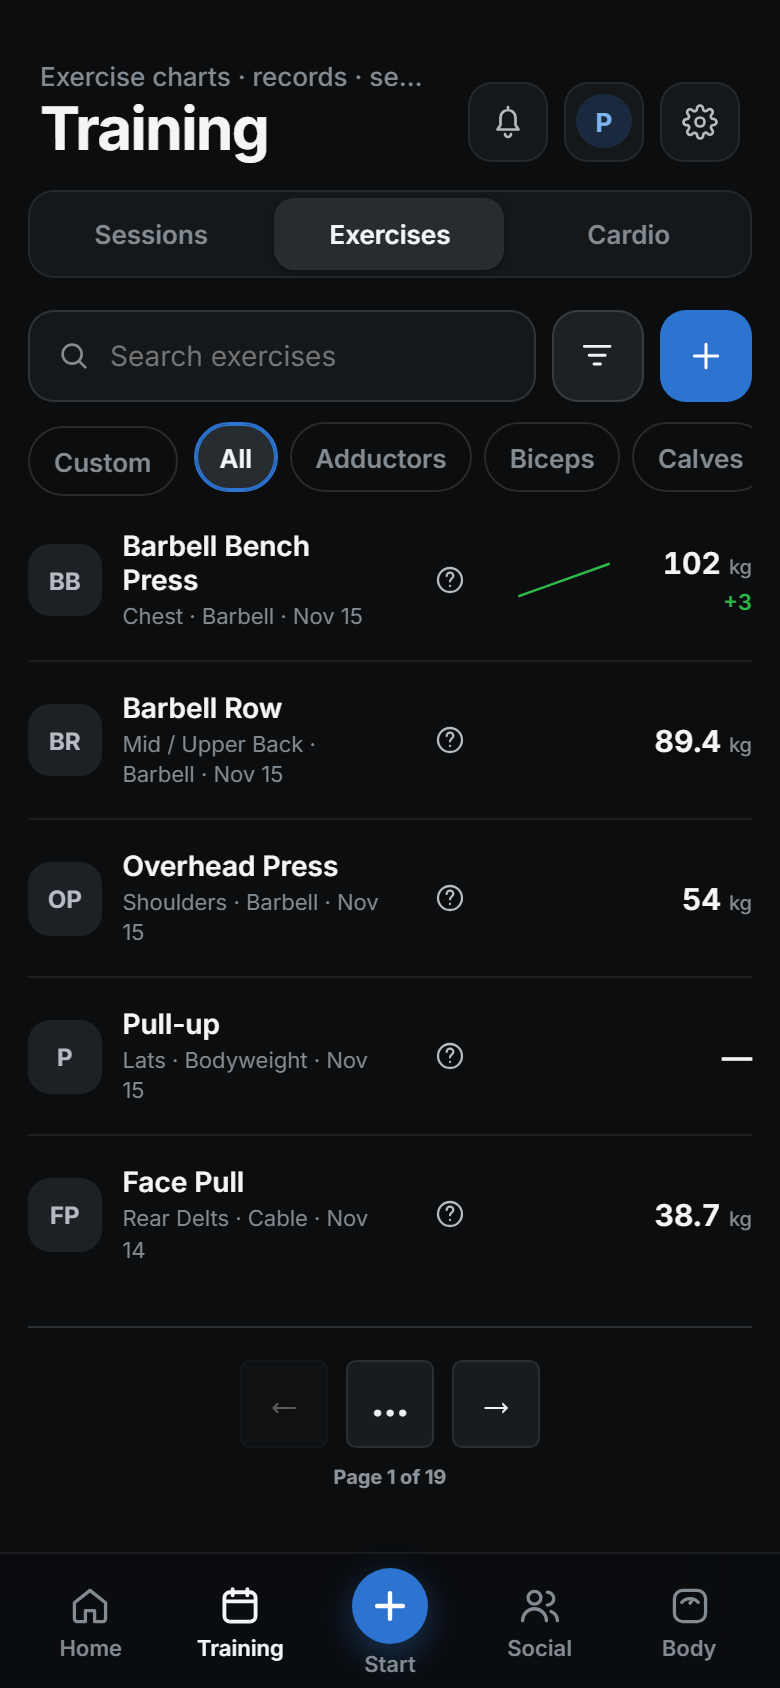 Exercise charts · records · se...
Training
P
Sessions
Exercises
Cardio
Search exercises
Custom
All
Adductors
Biceps
Calves
BB
Barbell Bench
Press
Chest · Barbell · Nov 15
102 kg
+3
BR
Barbell Row
Mid / Upper Back ·
Barbell · Nov 15
89.4 kg
OP
Overhead Press
Shoulders · Barbell · Nov
15
54 kg
P
Pull-up
Lats · Bodyweight · Nov
15
—
FP
Face Pull
Rear Delts · Cable · Nov
14
38.7 kg
← ... →
Page 1 of 19
Home
Training
Start
Social
Body